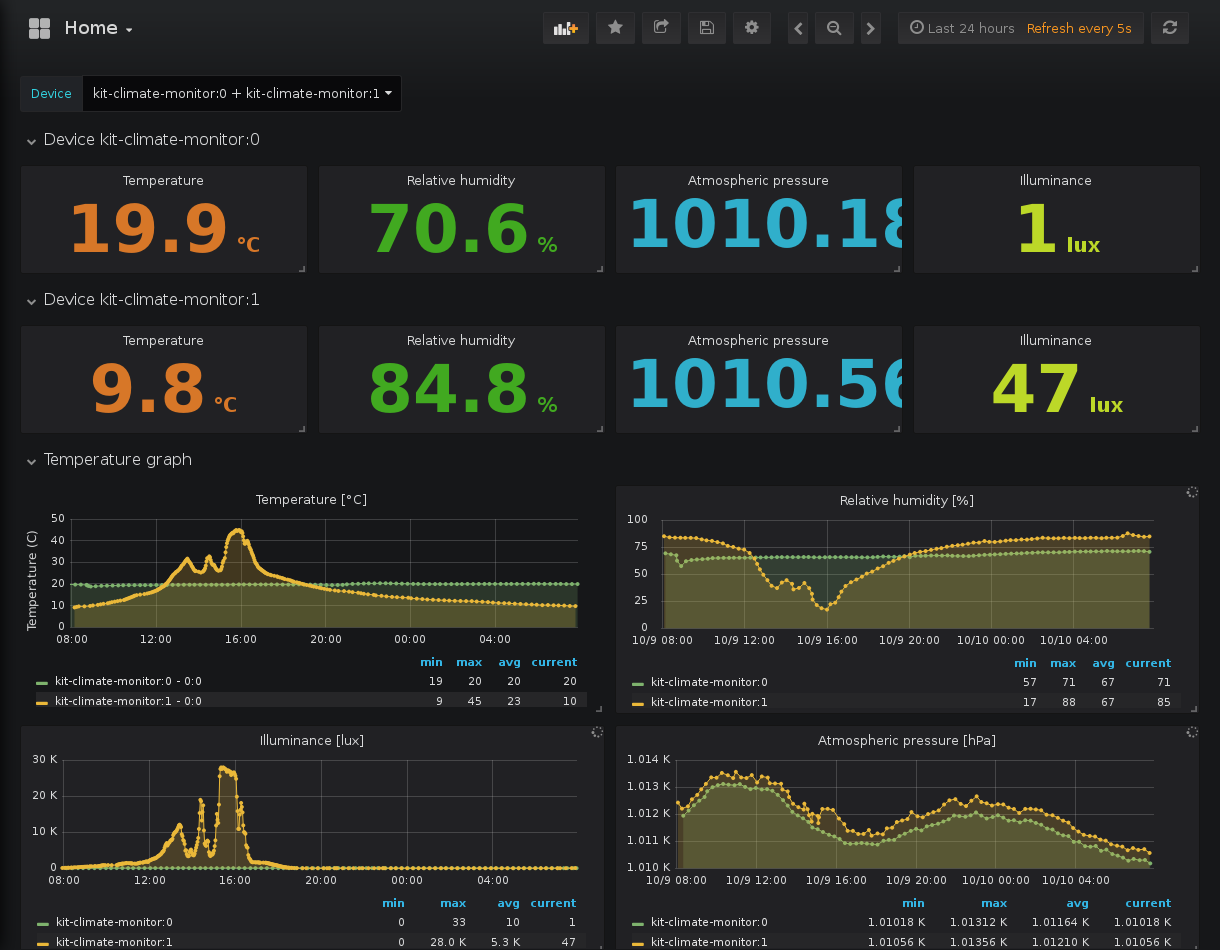 Home
Last 24 hours Refresh every 5s
Device kit-climate-monitor:0 + kit-climate-monitor:1
Device kit-climate-monitor:0
Temperature Relative humidity Atmospheric pressure Illuminance
19.9 °C 70.6 % 1010.18 1 lux
Device kit-climate-monitor:1
Temperature Relative humidity Atmospheric pressure Illuminance
9.8 °C 84.8 % 1010.56 47 lux
Temperature graph
Temperature [°C]
Temperature (C)
50
40
30
20
10
0
08:00 12:00 16:00 20:00 00:00 04:00
min max avg current
kit-climate-monitor:0 - 0:0 19 20 20 20
kit-climate-monitor:1 - 0:0 9 45 23 10
Relative humidity [%]
100
75
50
25
0
10/9 08:00 10/9 12:00 10/9 16:00 10/9 20:00 10/10 00:00 10/10 04:00
min max avg current
kit-climate-monitor:0 57 71 67 71
kit-climate-monitor:1 17 88 67 85
Illuminance [lux]
30 K
20 K
10 K
0
08:00 12:00 16:00 20:00 00:00 04:00
min max avg current
kit-climate-monitor:0 0 33 10 1
kit-climate-monitor:1 0 28.0 K 5.3 K 47
Atmospheric pressure [hPa]
1.014 K
1.013 K
1.012 K
1.011 K
1.010 K
10/9 08:00 10/9 12:00 10/9 16:00 10/9 20:00 10/10 00:00 10/10 04:00
min max avg current
kit-climate-monitor:0 1.01018 K 1.01312 K 1.01164 K 1.01018 K
kit-climate-monitor:1 1.01056 K 1.01356 K 1.01210 K 1.01056 K